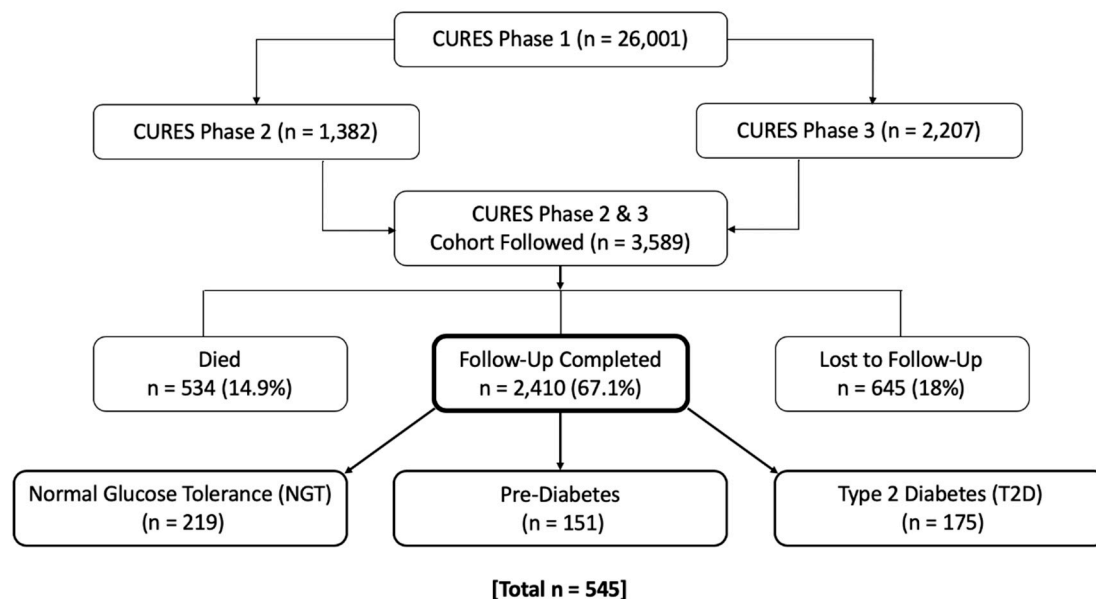 CURES Phase 1 (n = 26,001)
CURES Phase 2 (n = 1,382)
CURES Phase 3 (n = 2,207)
CURES Phase 2 & 3
Cohort Followed (n = 3,589)
Died
n = 534 (14.9%)
Follow-Up Completed
n = 2,410 (67.1%)
Lost to Follow-Up
n = 645 (18%)
Normal Glucose Tolerance (NGT)
(n = 219)
Pre-Diabetes
(n = 151)
Type 2 Diabetes (T2D)
(n = 175)
[Total n = 545]